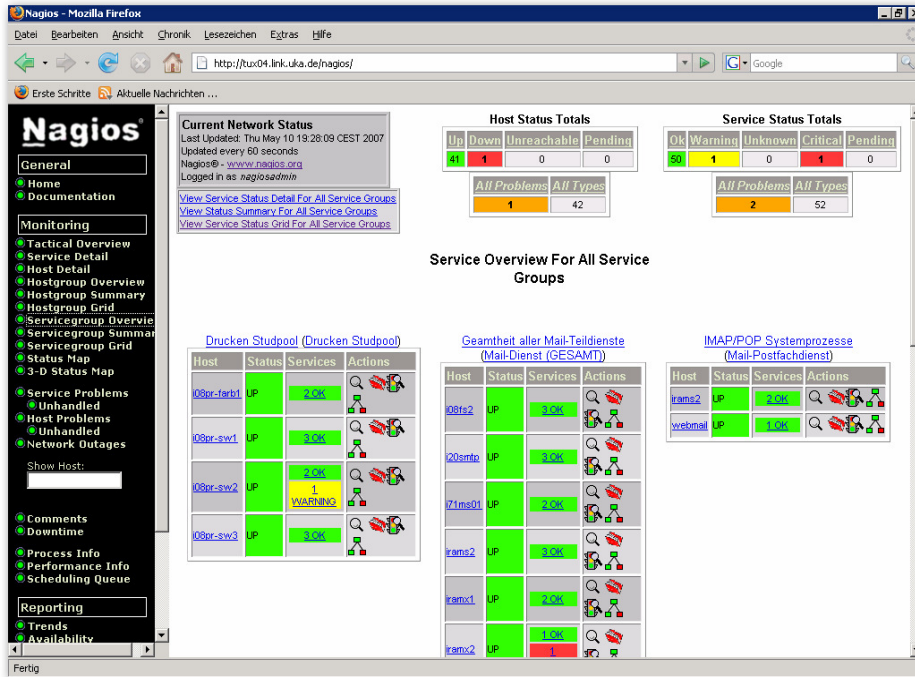 Nagios - Mozilla Firefox
Datei Bearbeiten Ansicht Chronik Lesezeichen Extras Hilfe
http://tux04.link.uka.de/nagios/
G Google
Erste Schritte Aktuelle Nachrichten ...
Nagios®
General
Home
Documentation
Monitoring
Tactical Overview
Service Detail
Host Detail
Hostgroup Overview
Hostgroup Summary
Hostgroup Grid
Servicegroup Overvie
Servicegroup Summar
Servicegroup Grid
Status Map
3-D Status Map
Service Problems
Unhandled
Host Problems
Unhandled
Network Outages
Show Host:
Comments
Downtime
Process Info
Performance Info
Scheduling Queue
Reporting
Trends
Availability
Current Network Status
Last Updated: Thu May 10 19:28:09 CEST 2007
Updated every 60 seconds
Nagios® - www.nagios.org
Logged in as nagiosadmin
View Service Status Detail For All Service Groups
View Status Summary For All Service Groups
View Service Status Grid For All Service Groups
Host Status Totals
Up Down Unreachable Pending
41 1 0 0
All Problems All Types
1 42
Service Status Totals
Ok Warning Unknown Critical Pending
50 1 0 1 0
All Problems All Types
2 52
Service Overview For All Service
Groups
Drucken Studpool (Drucken Studpool)
Host Status Services Actions
i08pr-farb1 UP 2 OK
i08pr-sw1 UP 3 OK
i08pr-sw2 UP 2 OK
1
WARNING
i08pr-sw3 UP 3 OK
Geamtheit aller Mail-Teildienste
(Mail-Dienst (GESAMT))
Host Status Services Actions
i08fs2 UP 3 OK
i20smtp UP 3 OK
i71ms01 UP 2 OK
irams2 UP 3 OK
iramx1 UP 2 OK
iramx2 UP 1 OK
1
IMAP/POP Systemprozesse
(Mail-Postfachdienst)
Host Status Services Actions
irams2 UP 2 OK
webmail UP 1 OK
Fertig